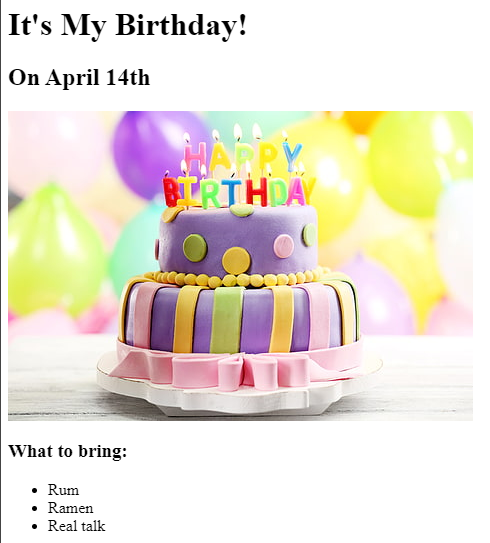 It's My Birthday!
On April 14th
HAPPY
BIRTHDAY
What to bring:
Rum
Ramen
Real talk